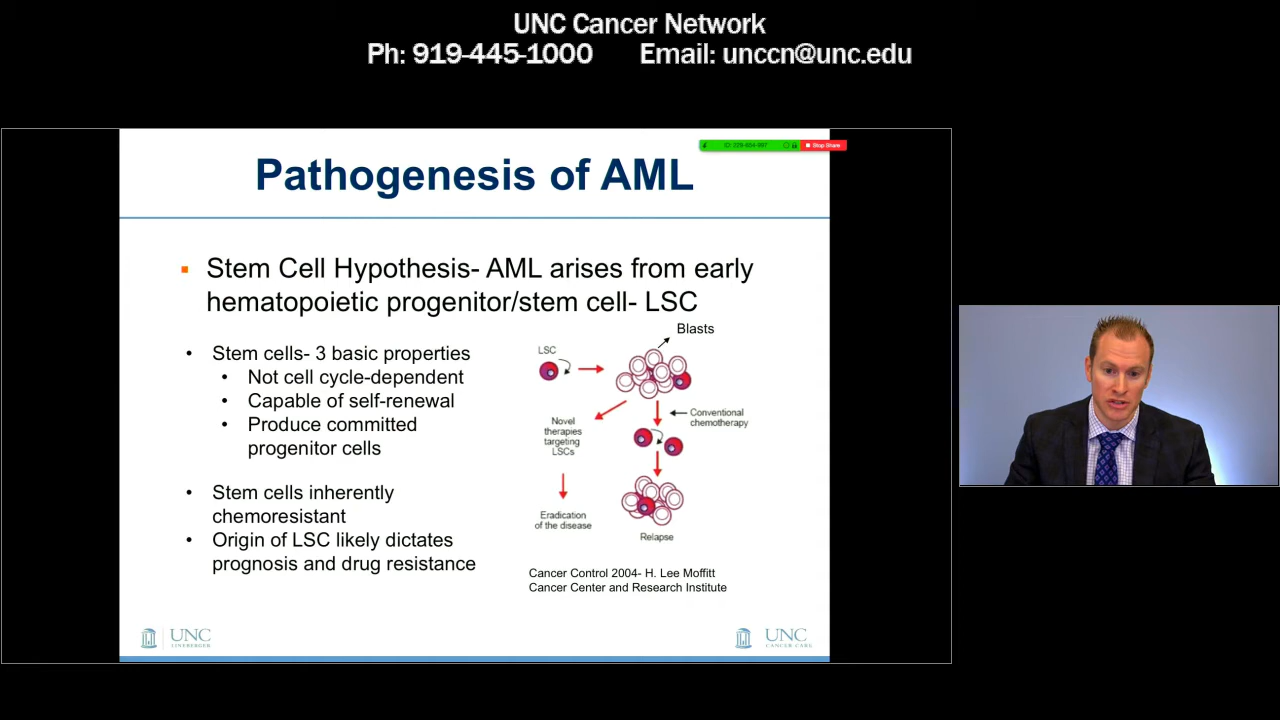 UNC Cancer Network
Ph: 919-445-1000 Email: unccn@unc.edu
ID: 229-604-997 Stop Share
Pathogenesis of AML
Stem Cell Hypothesis- AML arises from early
hematopoietic progenitor/stem cell- LSC
• Stem cells- 3 basic properties
• Not cell cycle-dependent
• Capable of self-renewal
• Produce committed
progenitor cells
• Stem cells inherently
chemoresistant
• Origin of LSC likely dictates
prognosis and drug resistance
Blasts
LSC
Conventional
chemotherapy
Novel
therapies
targeting
LSCs
Eradication
of the disease
Relapse
Cancer Control 2004- H. Lee Moffitt
Cancer Center and Research Institute
UNC
LINEBERGER
UNC
CANCER CARE